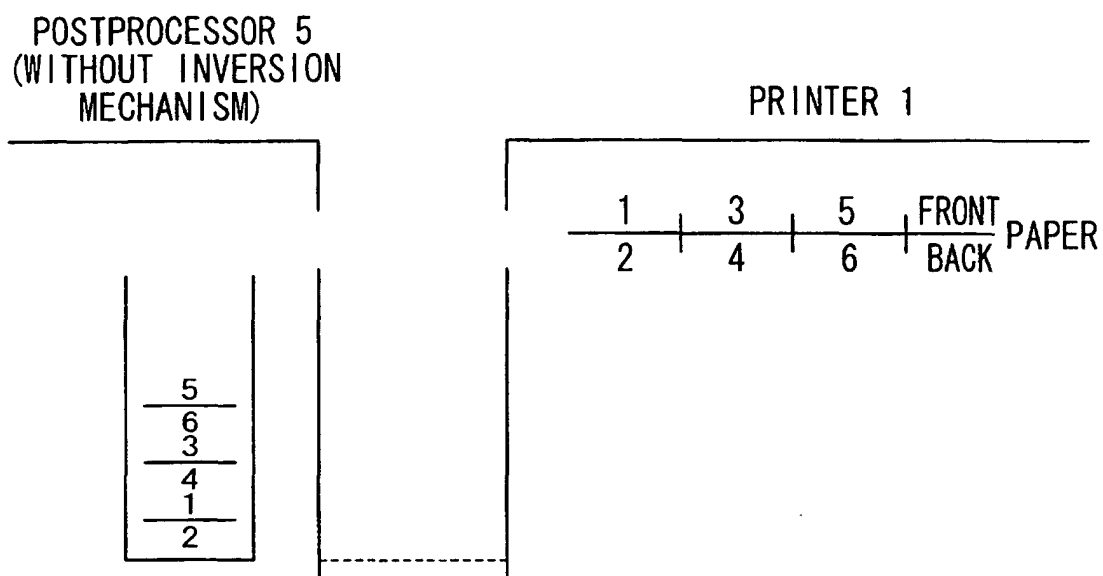 POSTPROCESSOR 5
(WITHOUT INVERSION
MECHANISM)
PRINTER 1
1 3 5 FRONT
2 4 6 BACK
PAPER
5
6
3
4
1
2